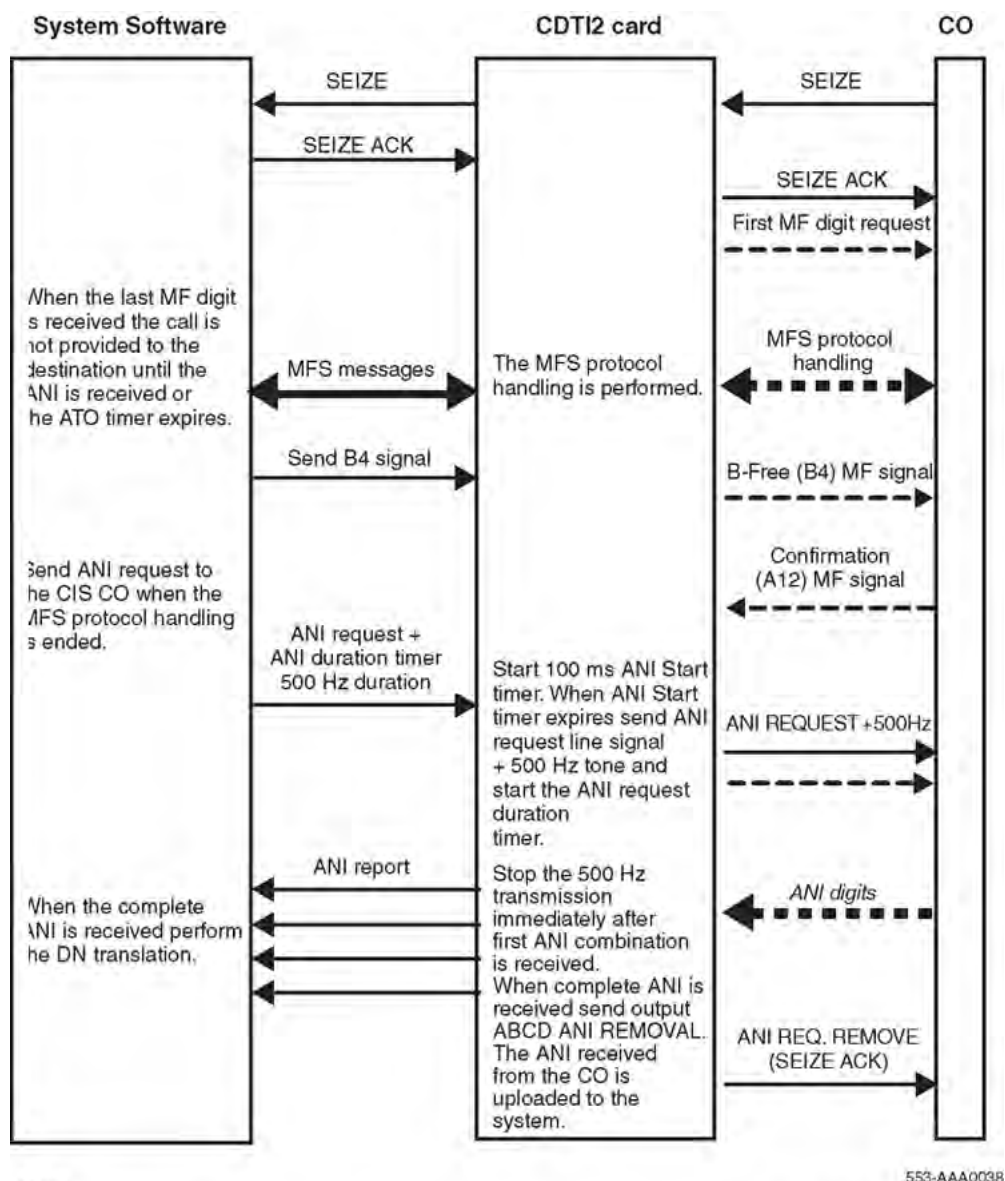 System Software
CDTI2 card
CO
SEIZE
SEIZE
SEIZE ACK
SEIZE ACK
First MF digit request
When the last MF digit
s received the call is
not provided to the
destination until the
ANI is received or
he ATO timer expires.
MFS messages
The MFS protocol
handling is performed.
MFS protocol
handling
Send B4 signal
B-Free (B4) MF signal
Send ANI request to
he CIS CO when the
MFS protocol handling
s ended.
Confirmation
(A12) MF signal
ANI request +
ANI duration timer
500 Hz duration
Start 100 ms ANI Start
timer. When ANI Start
timer expires send ANI
request line signal
+ 500 Hz tone and
start the ANI request
duration
timer.
ANI REQUEST +500Hz
ANI report
When the complete
ANI is received perform
he DN translation.
Stop the 500 Hz
transmission
immediately after
first ANI combination
is received.
When complete ANI is
received send output
ABCD ANI REMOVAL.
The ANI received
from the CO is
uploaded to the
system.
ANI digits
ANI REQ. REMOVE
(SEIZE ACK)
553-AAA0038